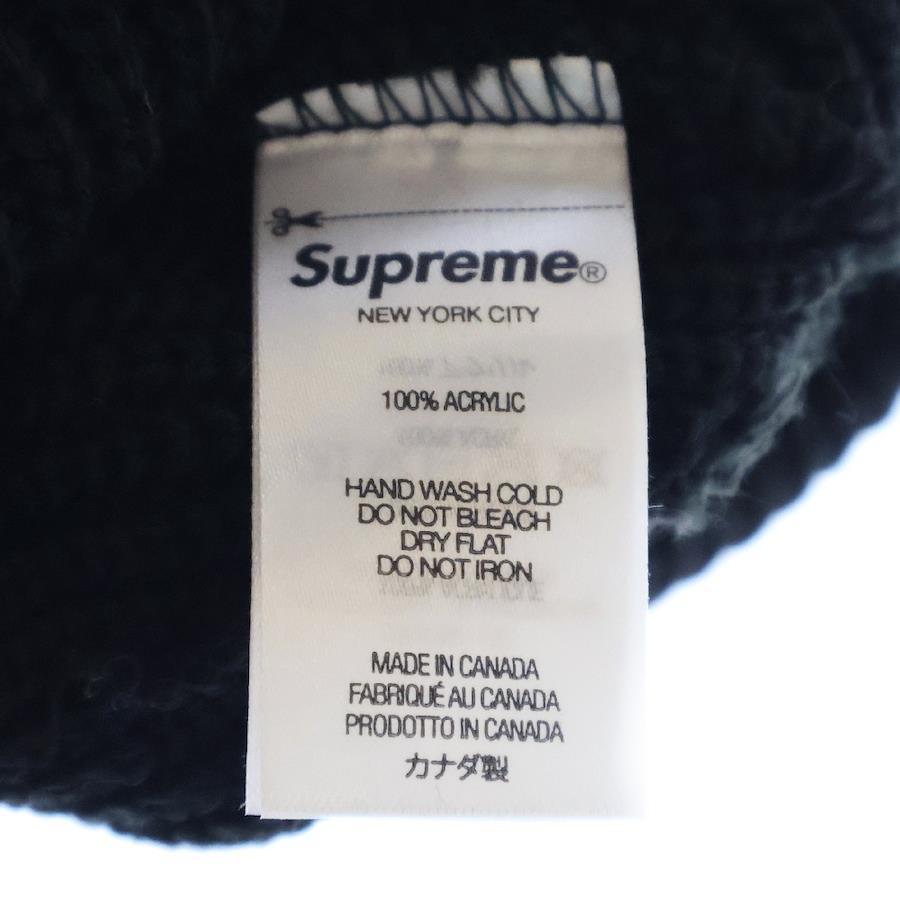 Supreme®
NEW YORK CITY
100% ACRYLIC
HAND WASH COLD
DO NOT BLEACH
DRY FLAT
DO NOT IRON
MADE IN CANADA
FABRIQUÉ AU CANADA
PRODOTTO IN CANADA
カナダ製